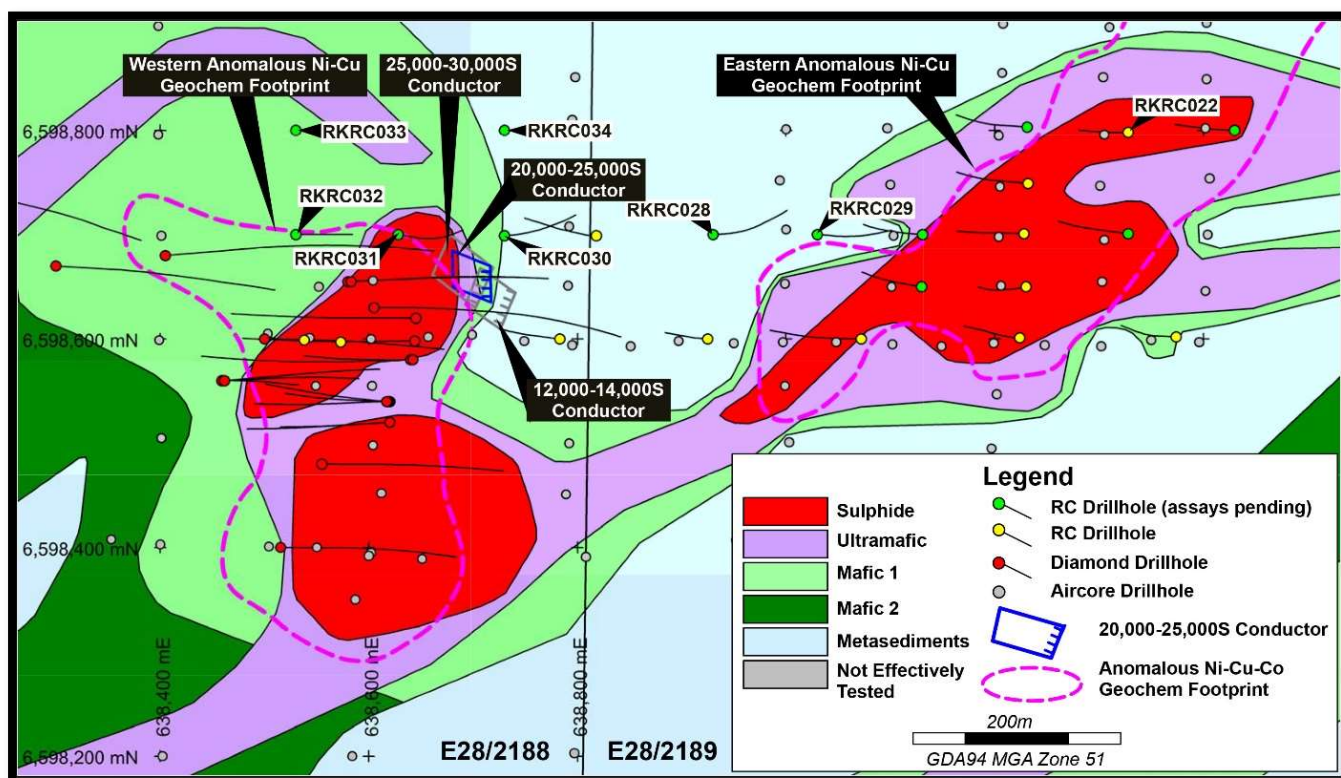 Western Anomalous Ni-Cu
Geochem Footprint
25,000-30,000S
Conductor
Eastern Anomalous Ni-Cu
Geochem Footprint
6,598,800 mN
RKRC033
RKRC034
RKRC022
20,000-25,000S
Conductor
RKRC032
RKRC028
RKRC029
RKRC031
RKRC030
6,598,600 mN
12,000-14,000S
Conductor
6,598,400 mN
638,400 mE
638,600 mE
638,800 mE
6,598,200 mN
E28/2188
E28/2189
Legend
Sulphide
Ultramafic
Mafic 1
Mafic 2
Metasediments
Not Effectively
Tested
RC Drillhole (assays pending)
RC Drillhole
Diamond Drillhole
Aircore Drillhole
20,000-25,000S Conductor
Anomalous Ni-Cu-Co
Geochem Footprint
200m
GDA94 MGA Zone 51